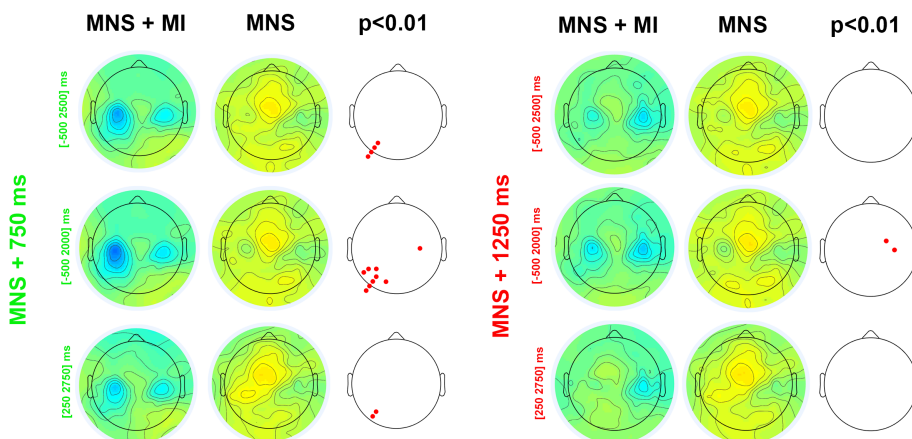 MNS + MI MNS p<0.01 MNS + MI MNS p<0.01
MNS + 750 ms
[-500 2500] ms
[-500 2000] ms
[250 2750] ms
MNS + 1250 ms
[-500 2500] ms
[-500 2000] ms
[250 2750] ms